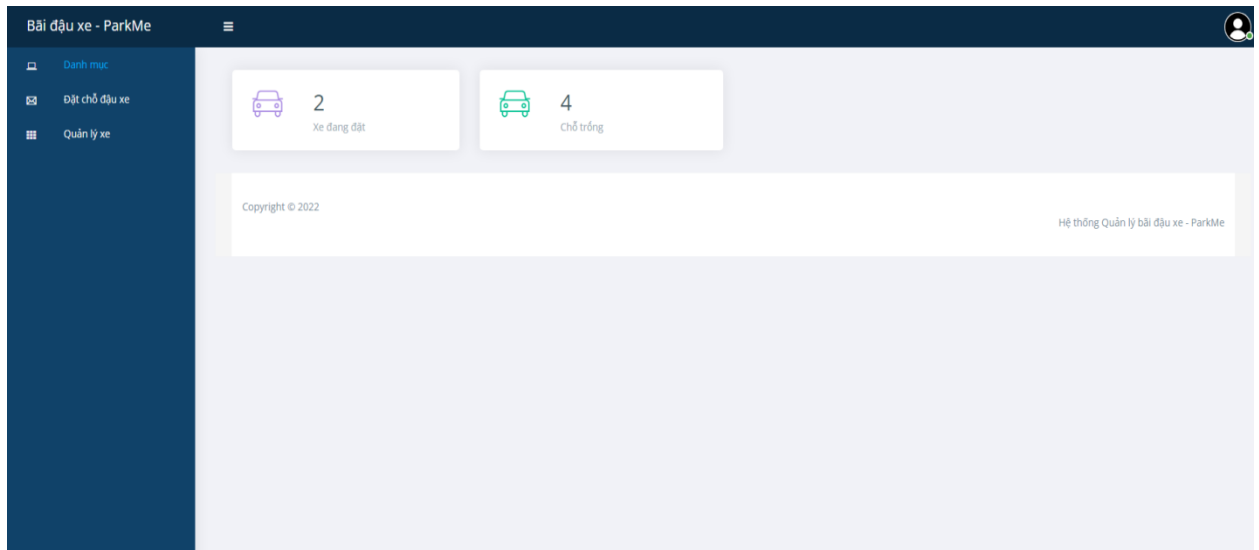 Bãi đậu xe - ParkMe
Danh mục
Đặt chỗ đậu xe
Quản lý xe
2
Xe đang đặt
4
Chỗ trống
Copyright © 2022
Hệ thống Quản lý bãi đậu xe - ParkMe